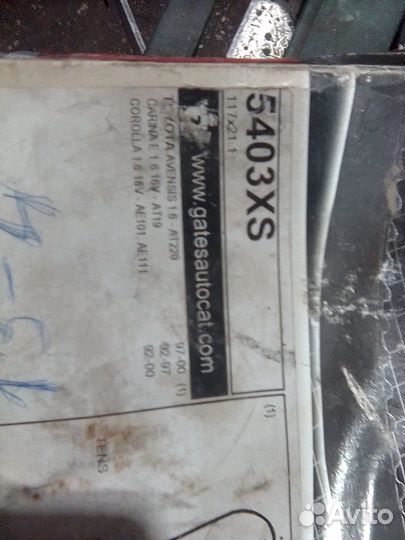 5403XS
117x21.1
www.gatesautocat.com
TOYOTA AVENSIS 1.6 - AT220 97-00 (1)
CARINA E 1.6 16V - AT19 92-97
COROLLA 1.6 16V - AE101, AE111 92-00
(1)
TENS
Avito